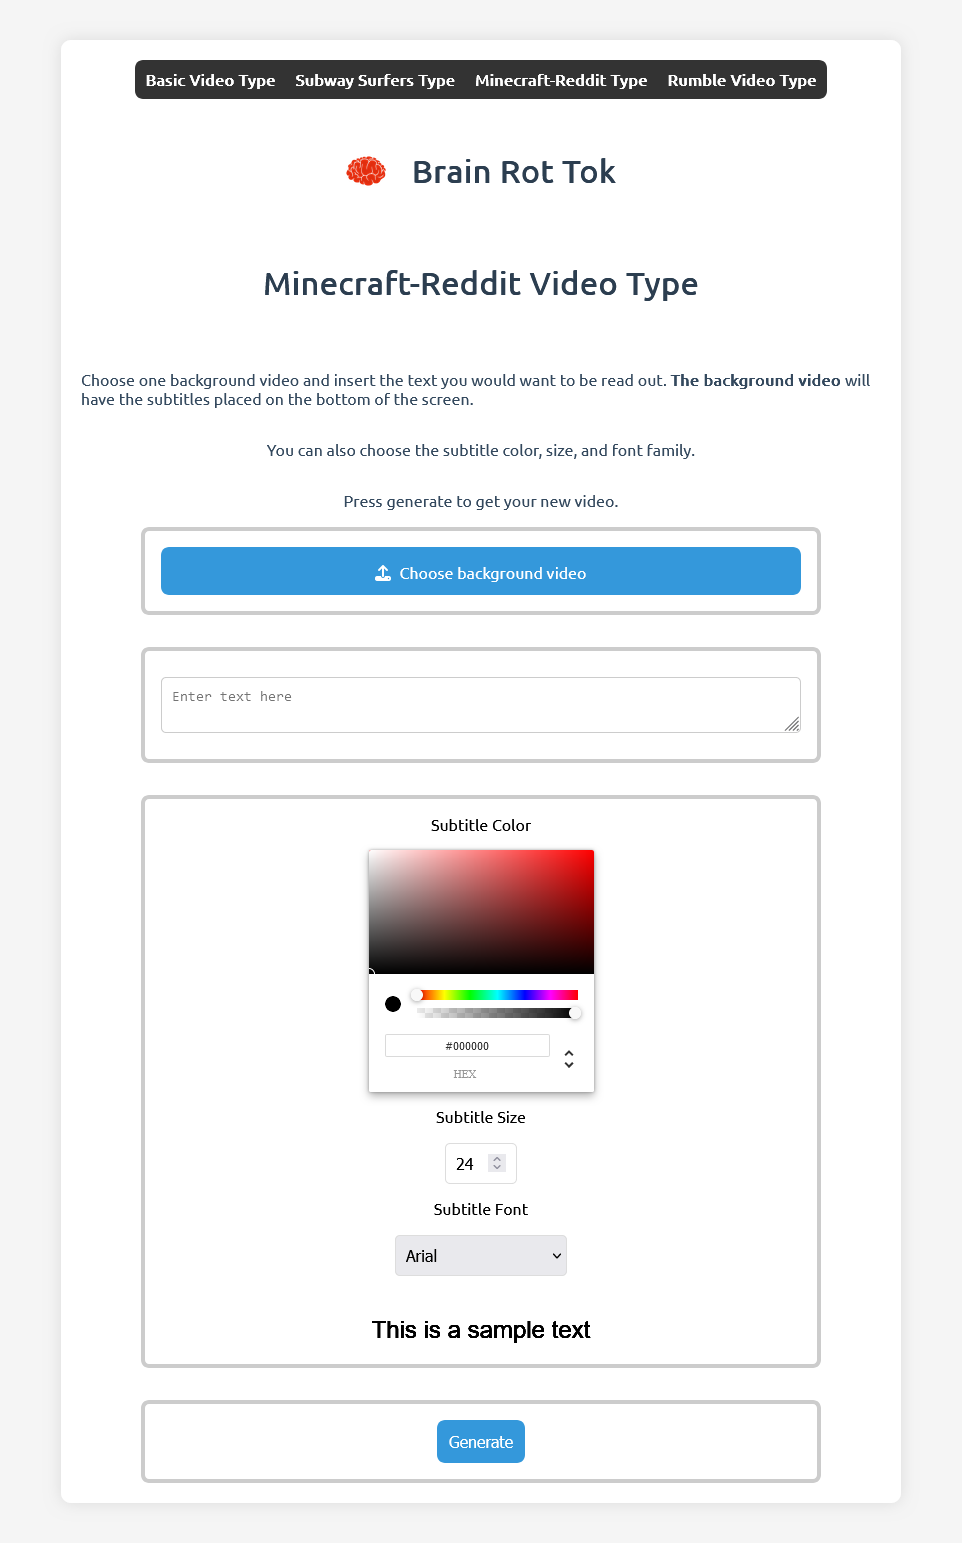 Basic Video Type Subway Surfers Type Minecraft-Reddit Type Rumble Video Type
Brain Rot Tok
Minecraft-Reddit Video Type
Choose one background video and insert the text you would want to be read out. The background video will
have the subtitles placed on the bottom of the screen.
You can also choose the subtitle color, size, and font family.
Press generate to get your new video.
Choose background video
Enter text here
Subtitle Color
#000000
HEX
Subtitle Size
24
Subtitle Font
Arial
This is a sample text
Generate